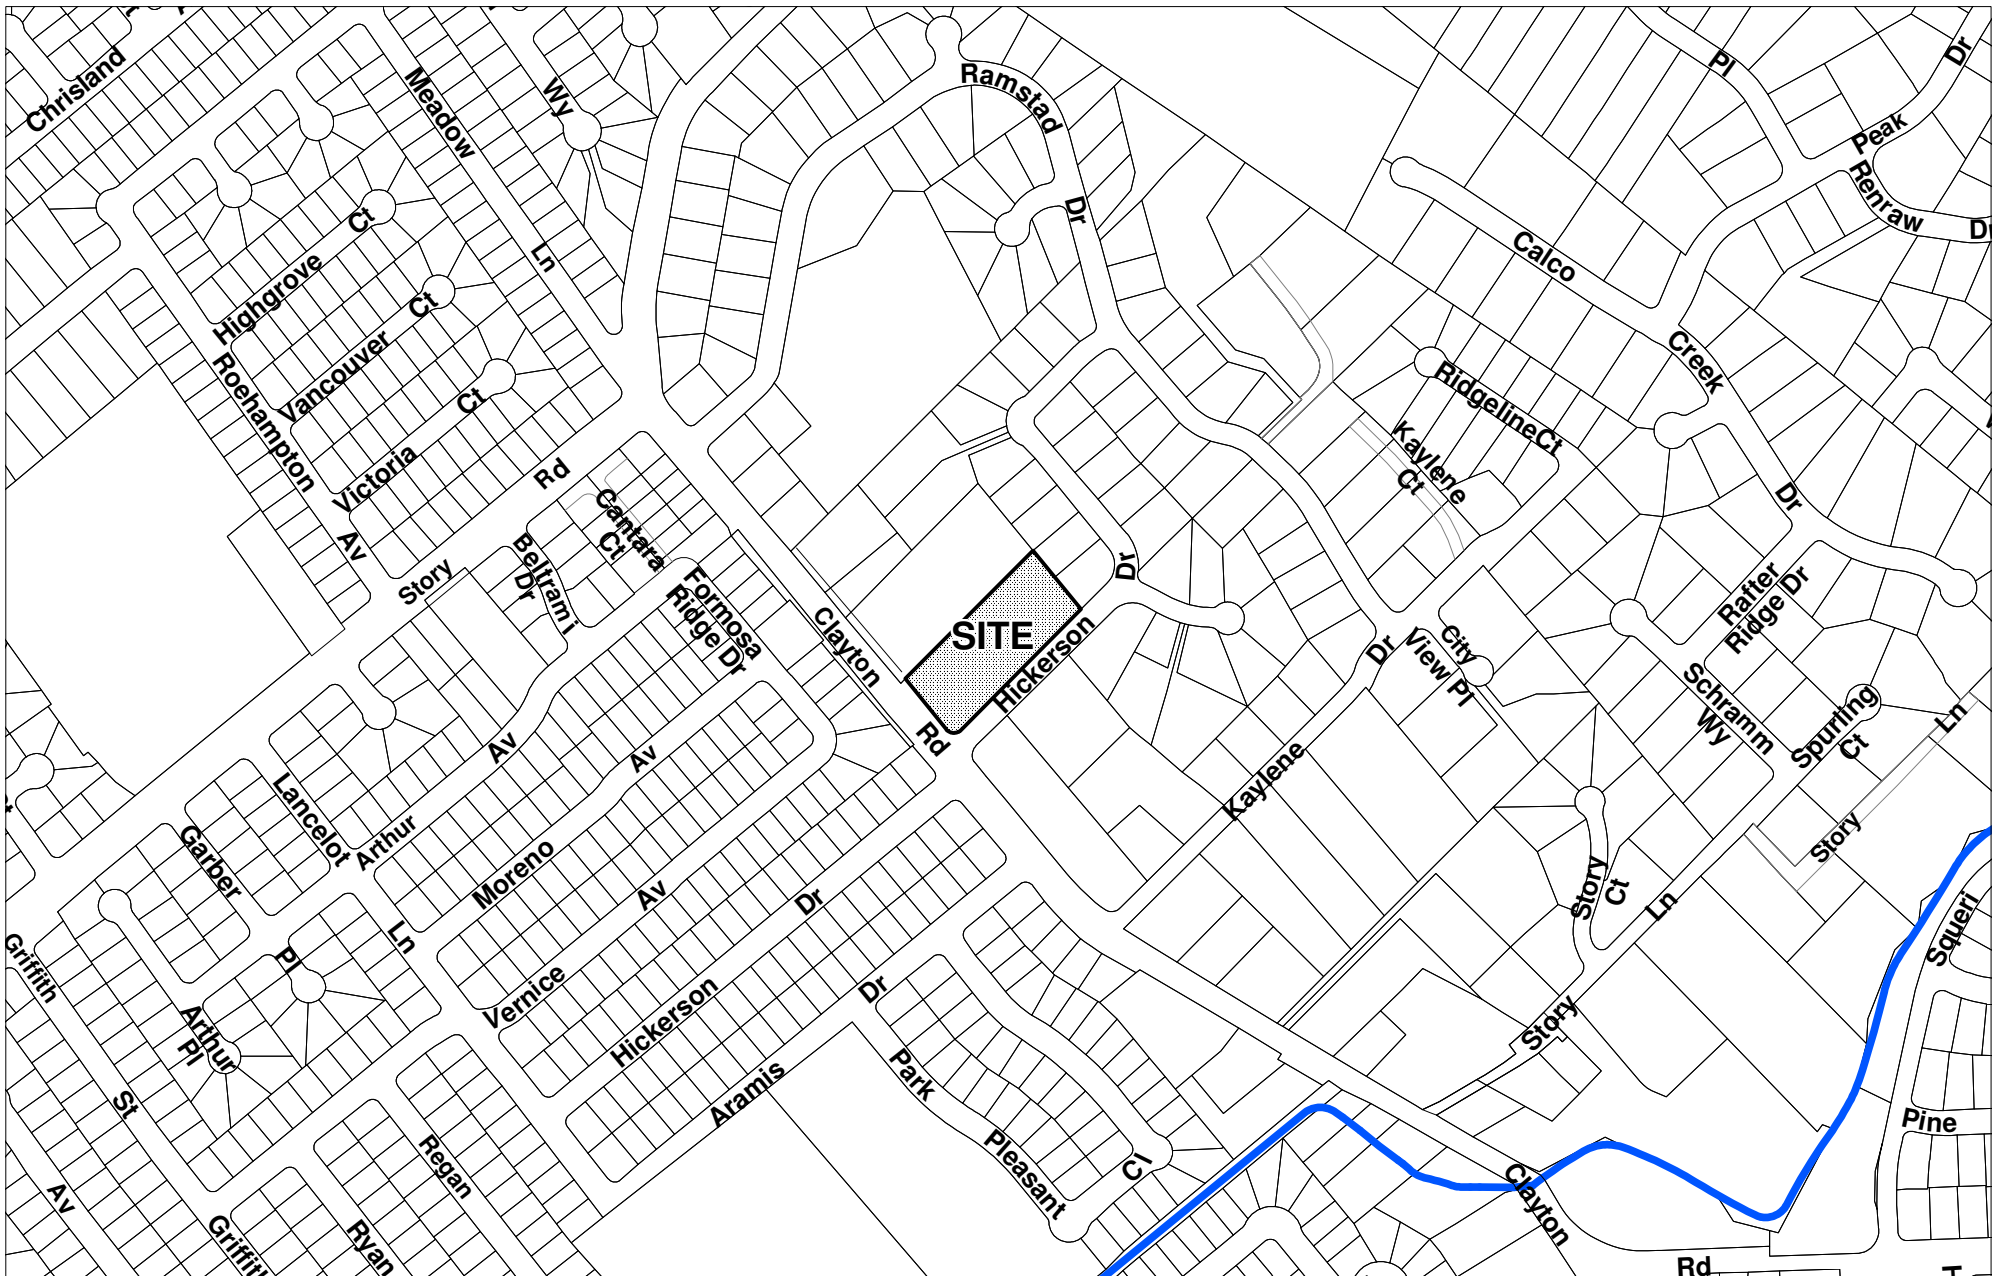 Chrisland
Meadow
Ln
Wy
Ramstad
Dr
Pl
Dr
Peak
Renraw
Dr
Calco
Creek
Dr
Highgrove
Ct
Vancouver
Ct
Victoria
Ct
Roehampton
Av
Story
Rd
Cantara
Ct
Beltrami
Dr
Formosa
Ridge Dr
Clayton
Rd
SITE
Hickerson
Dr
RidgelineCt
Kaylene
Ct
Rafter
Ridge Dr
City
View Pl
Dr
Kaylene
Schramm
Wy
Spurling
Ct
Story
Ln
Story
Ct
Story
Ln
Squeri
Pine
Lancelot
Ln
Garber
Pl
Arthur
Av
Moreno
Av
Vernice
Av
Hickerson
Dr
Aramis
Dr
Park
Pleasant
Cl
Griffith
St
Arthur
Pl
Av
Regan
Ryan
Griffith
Clayton
Rd